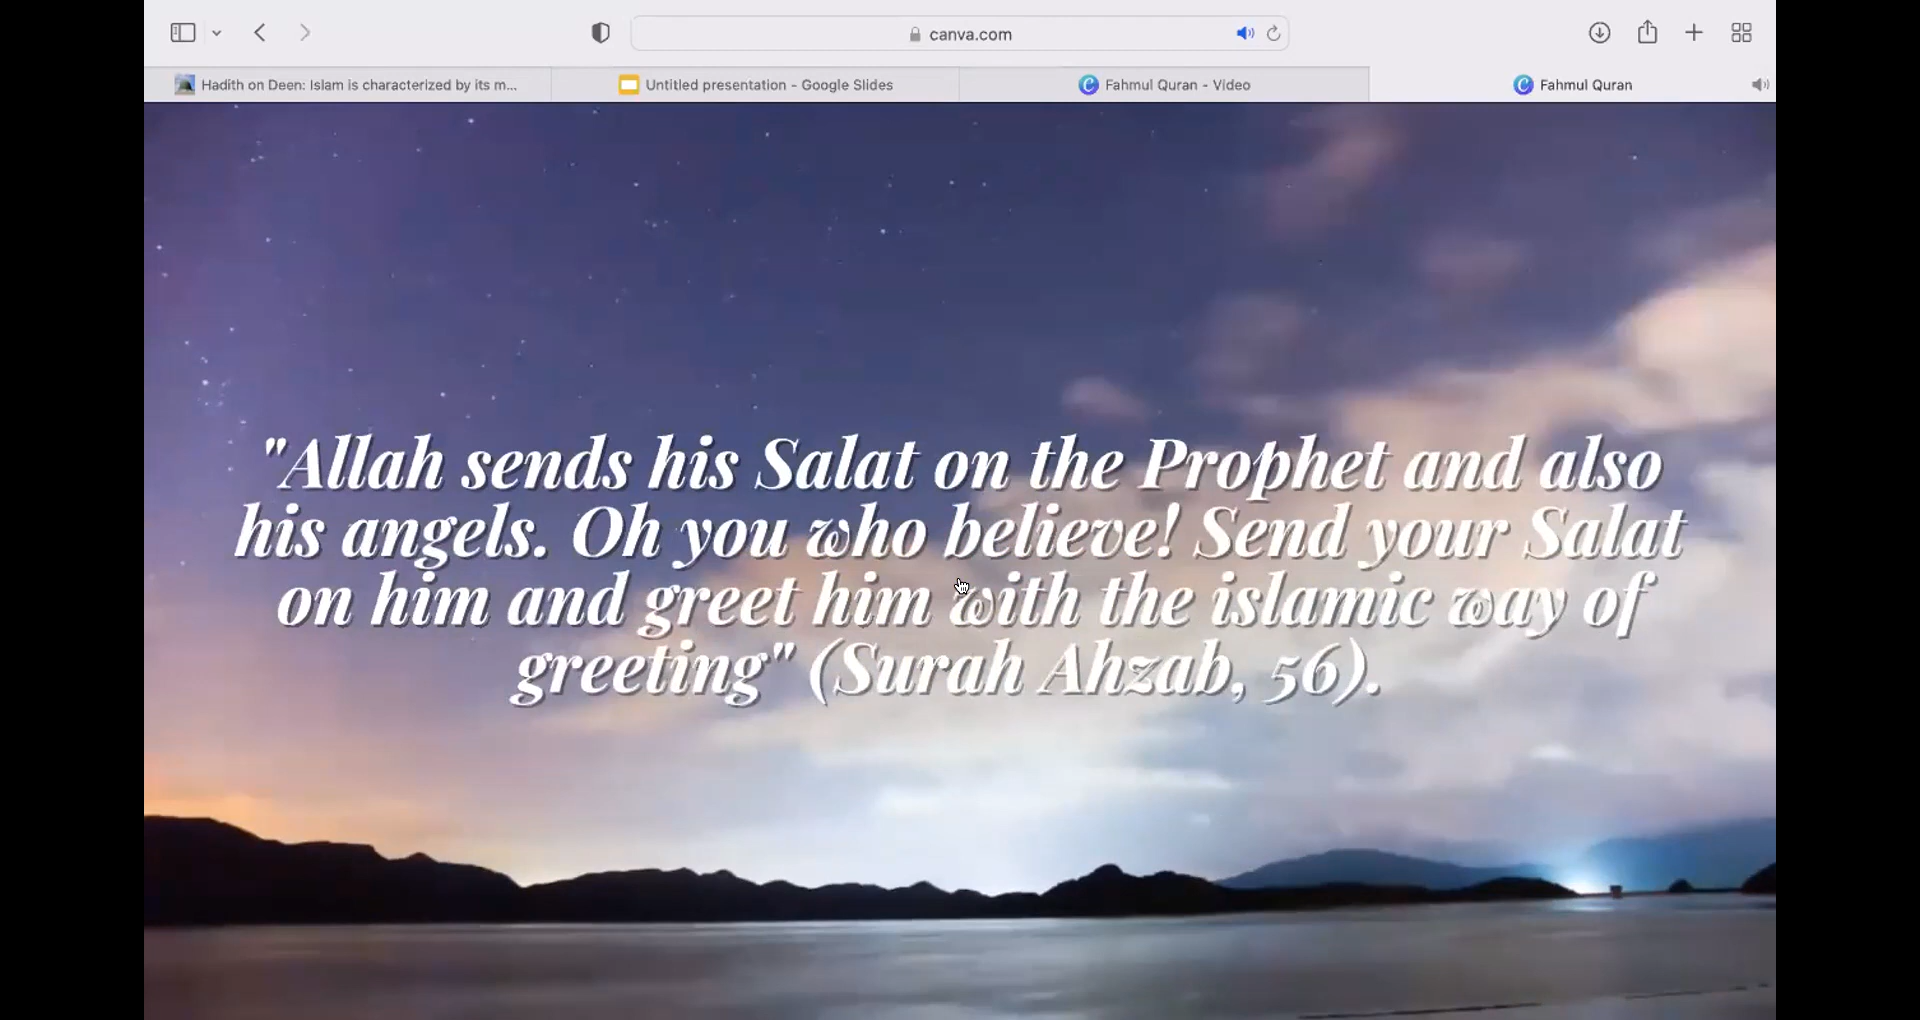 canva.com
Hadith on Deen: Islam is characterized by its m...
Untitled presentation - Google Slides
Fahmul Quran - Video
Fahmul Quran
"Allah sends his Salat on the Prophet and also
his angels. Oh you who believe! Send your Salat
on him and greet him with the islamic way of
greeting" (Surah Ahzab, 56).